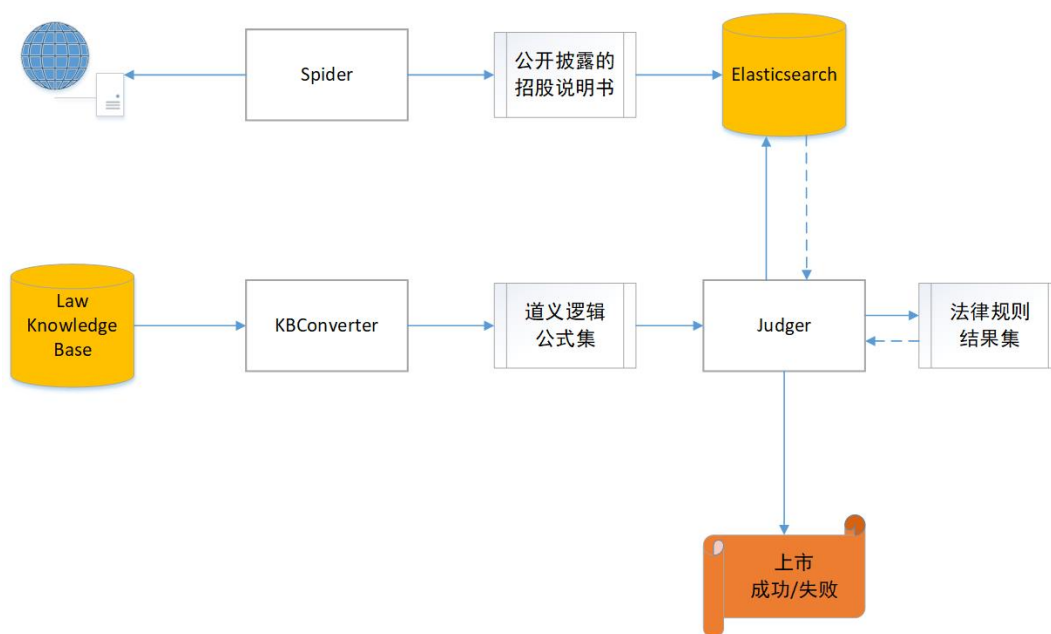 Spider
公开披露的
招股说明书
Elasticsearch
Law
Knowledge
Base
KBConverter
道义逻辑
公式集
Judger
法律规则
结果集
上市
成功/失败